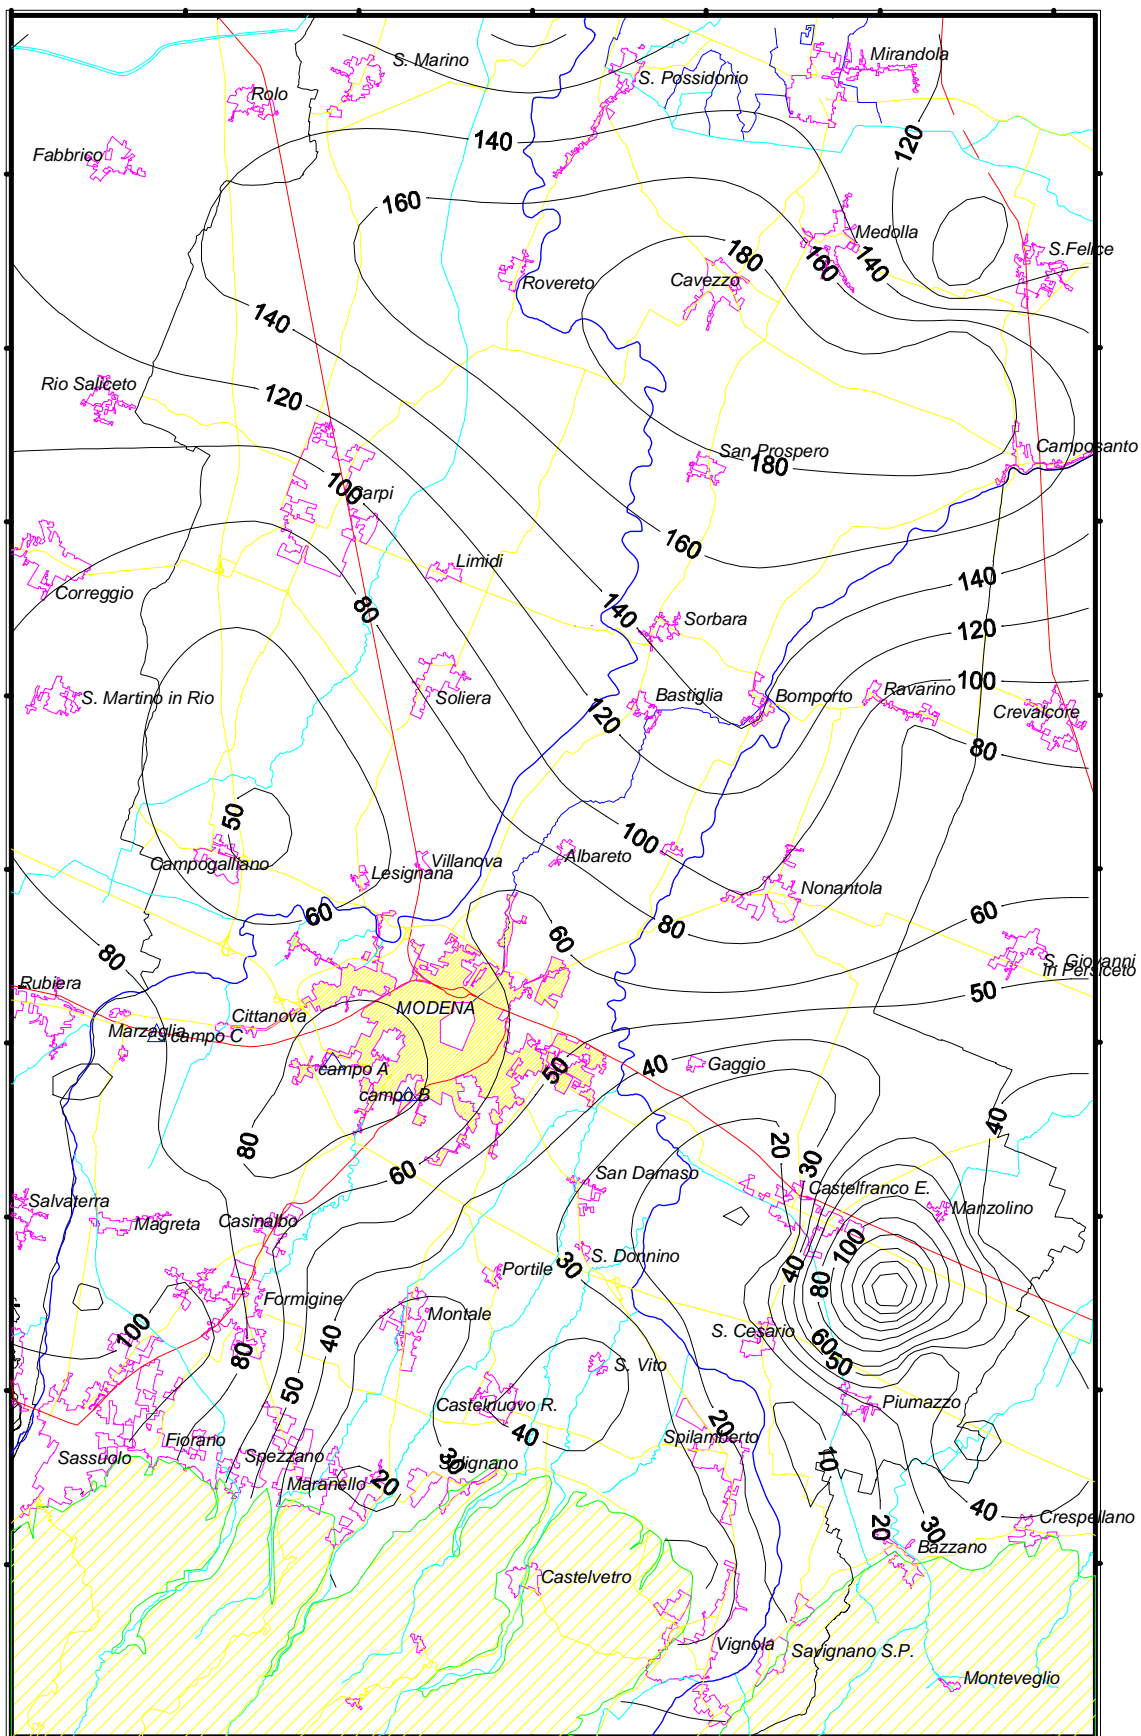 S. Marino
Mirandola
S. Possidonio
Rolo
120
140
Fabbrico
160
Medolla
180
160
140
S.Felice
Rovereto
Cavezzo
140
Rio Saliceto
120
San Prospero
180
Camposanto
100
Carpi
160
Limidi
140
Correggio
80
140
Sorbara
120
S. Martino in Rio
Soliera
Bastiglia
Bomporto
100
Ravarino
Crevalcore
120
80
50
100
Campogalliano
Villanova
Albareto
Lesignana
Nonantola
60
60
80
80
60
S. Giovanni
in Persiceto
Rubiera
50
MODENA
Cittanova
Marzaglia
campo C
50
40
Gaggio
campo A
campo B
40
80
20
30
60
San Damaso
Castelfranco E.
Salvaterra
Magreta
Casinalbo
Manzolino
100
S. Donnino
30
Portile
40
80
Formigine
Montale
100
40
S. Cesario
60
80
50
S. Vito
50
Castelnuovo R.
Piumazzo
20
40
Spilamberto
Fiorano
Sassuolo
Spezzano
30
Solignano
10
Maranello
20
40
20
30
Crespellano
Bazzano
Castelvetro
Vignola
Savignano S.P.
Monteveglio